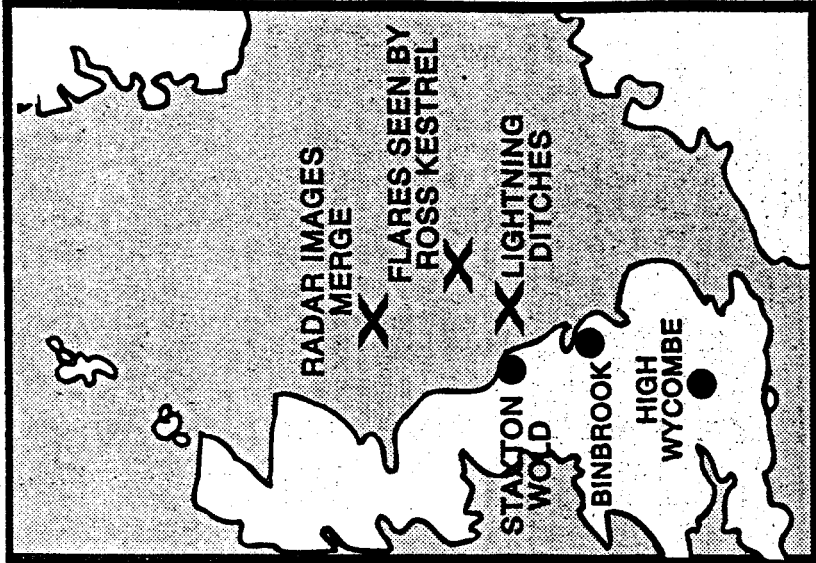 RADAR IMAGES
MERGE
FLARES SEEN BY
ROSS KESTREL
LIGHTNING
DITCHES
STAXTON
WOLD
BINBROOK
HIGH
WYCOMBE